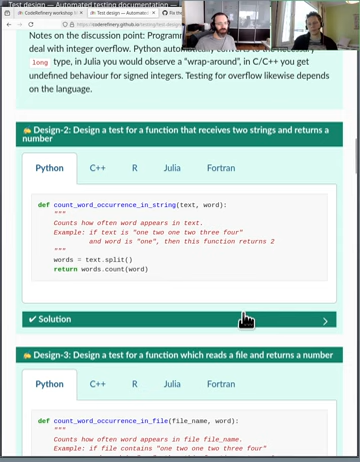 Test design — Automated testing documentation —
CodeRefinery workshop
Test design — Automate
Fix th
https://coderefinery.github.io/testing/test-design
Notes on the discussion point: Programm
deal with integer overflow. Python automatically converts to the necessary
long type, in Julia you would observe a "wrap-around", in C/C++ you get
undefined behaviour for signed integers. Testing for overflow likewise depends
on the language.
Design-2: Design a test for a function that receives two strings and returns a
number
Python C++ R Julia Fortran
def count_word_occurrence_in_string(text, word):
"""
Counts how often word appears in text.
Example: if text is "one two one two three four"
and word is "one", then this function returns 2
"""
words = text.split()
return words.count(word)
✔ Solution
Design-3: Design a test for a function which reads a file and returns a number
Python C++ R Julia Fortran
def count_word_occurrence_in_file(file_name, word):
"""
Counts how often word appears in file file_name.
Example: if file contains "one two one two three four"